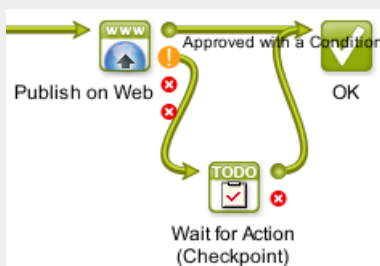 WWW
Approved with a Condition
Publish on Web
OK
TODO
Wait for Action
(Checkpoint)